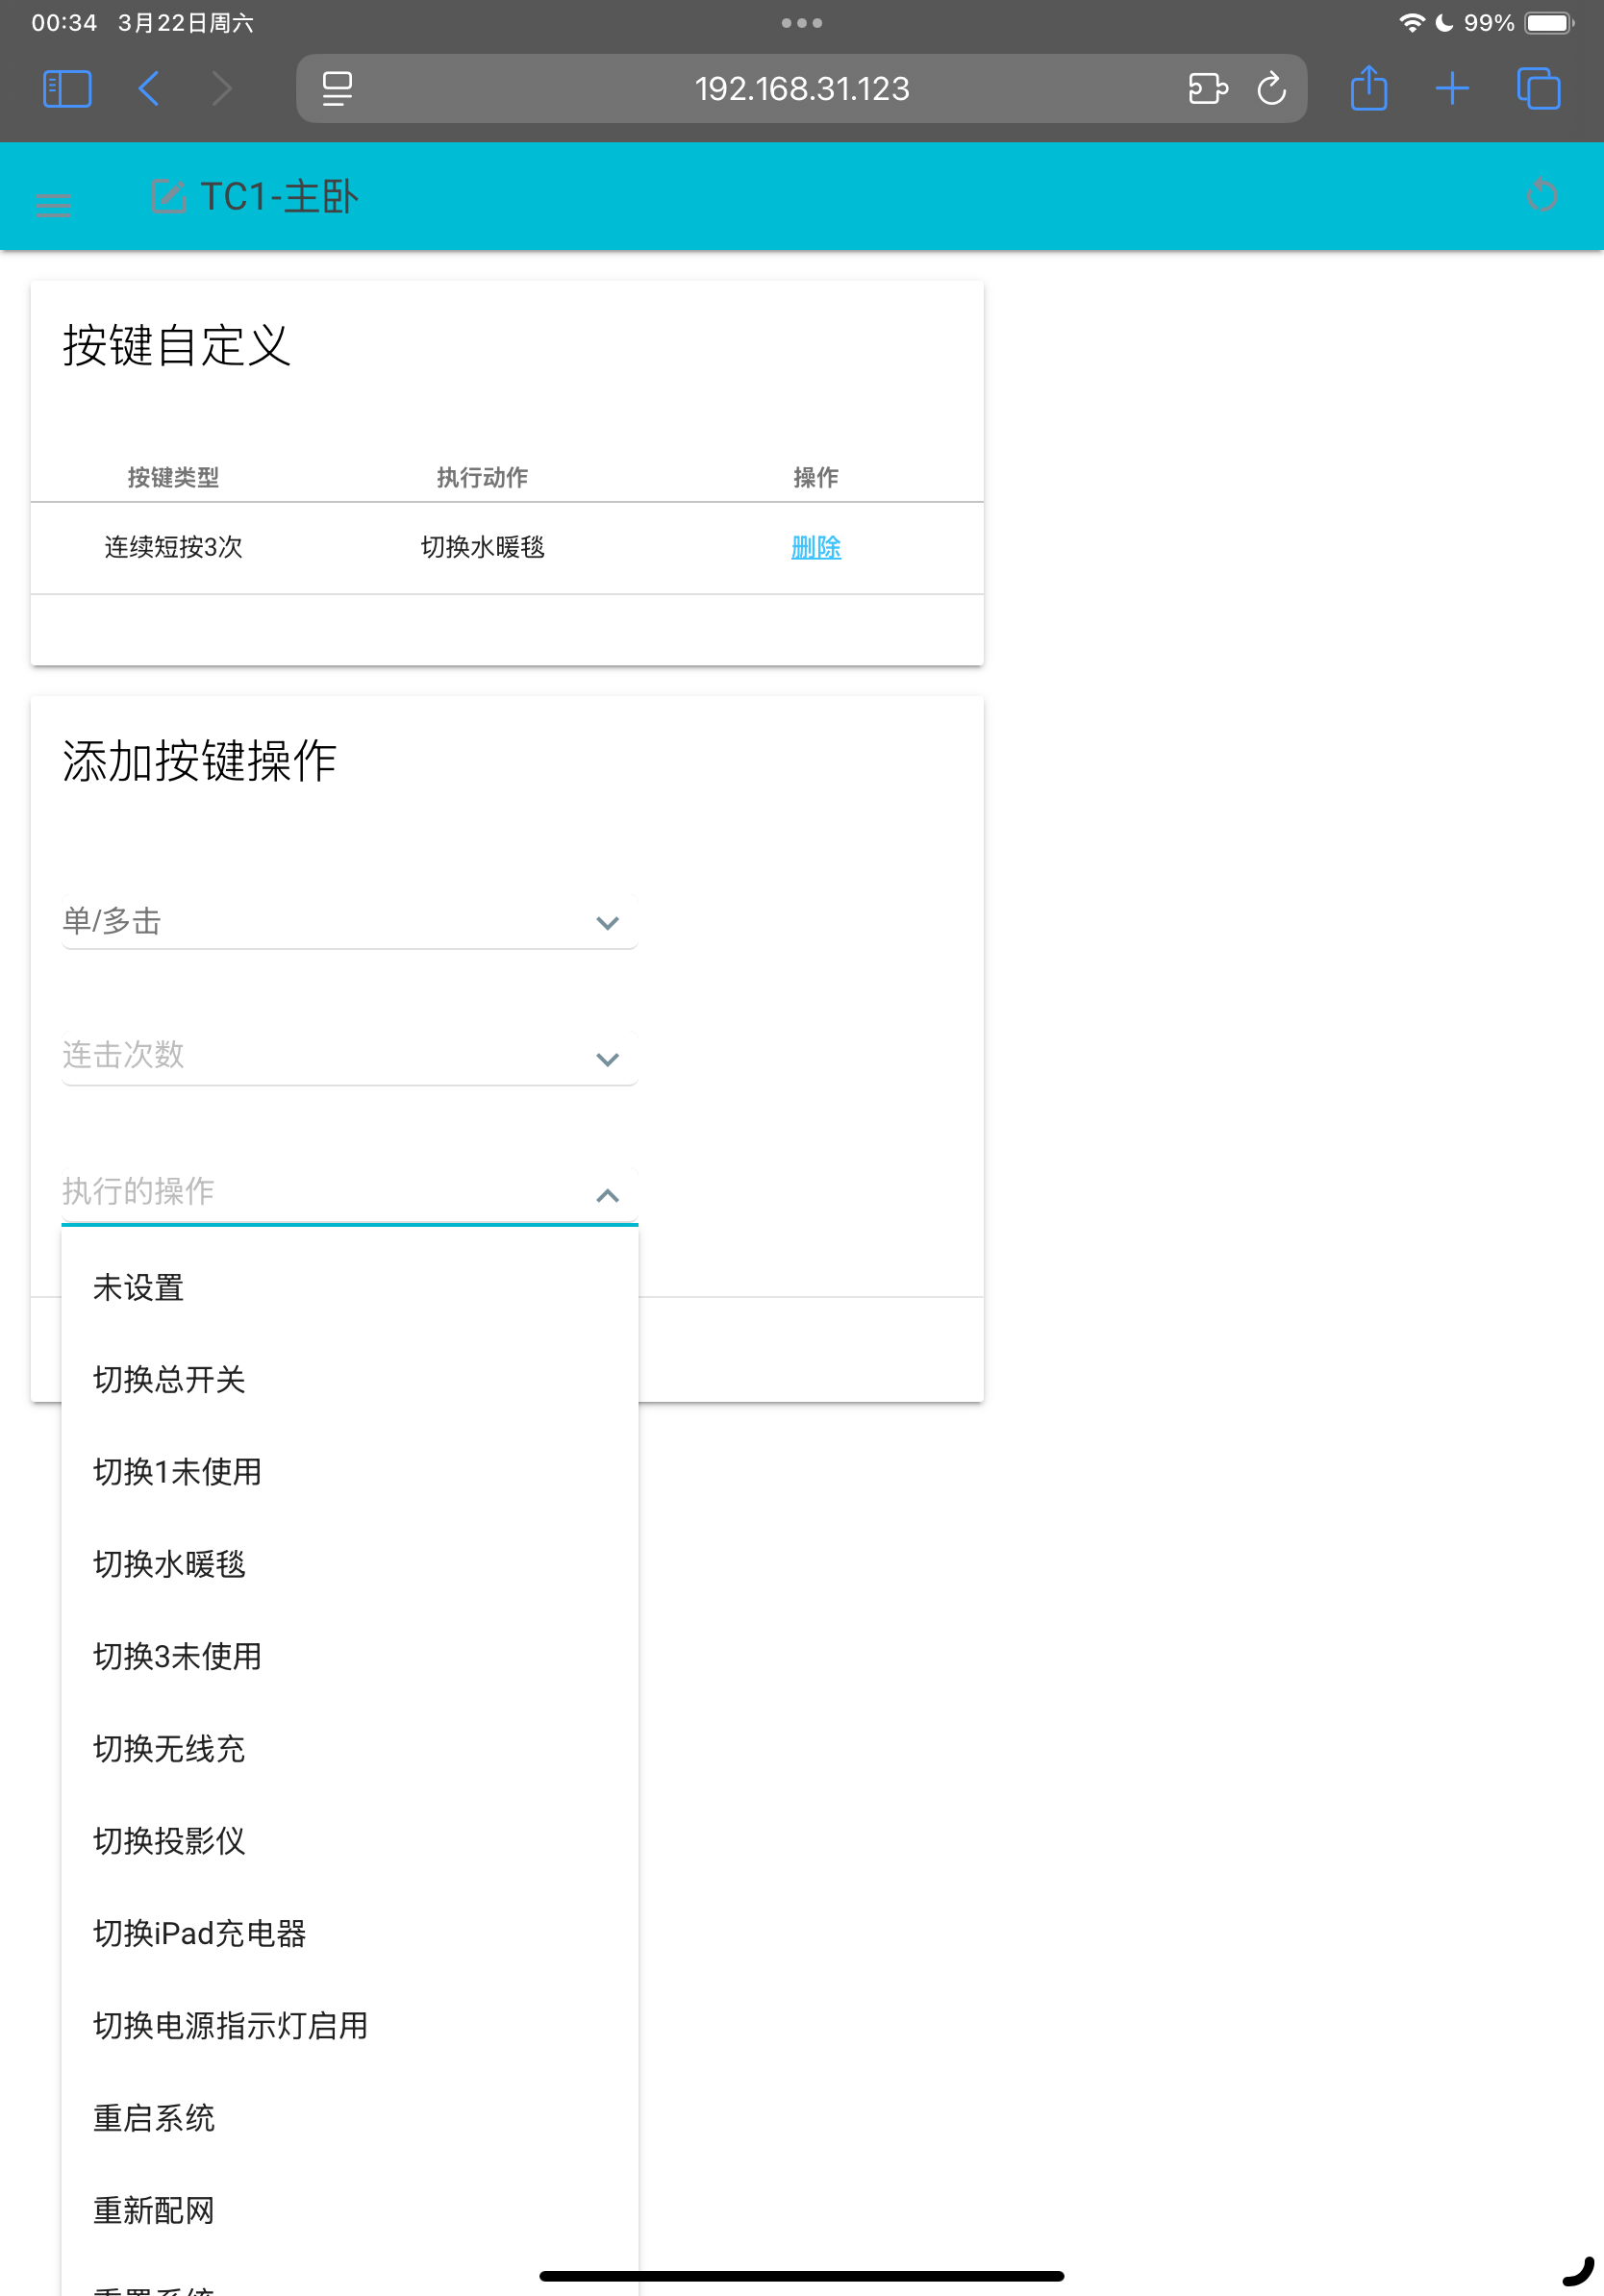 00:34 3月22日周六
99%
192.168.31.123
TC1-主卧
按键自定义
按键类型 执行动作 操作
连续短按3次 切换水暖毯 删除
添加按键操作
单/多击
连击次数
执行的操作
未设置
切换总开关
切换1未使用
切换水暖毯
切换3未使用
切换无线充
切换投影仪
切换iPad充电器
切换电源指示灯启用
重启系统
重新配网